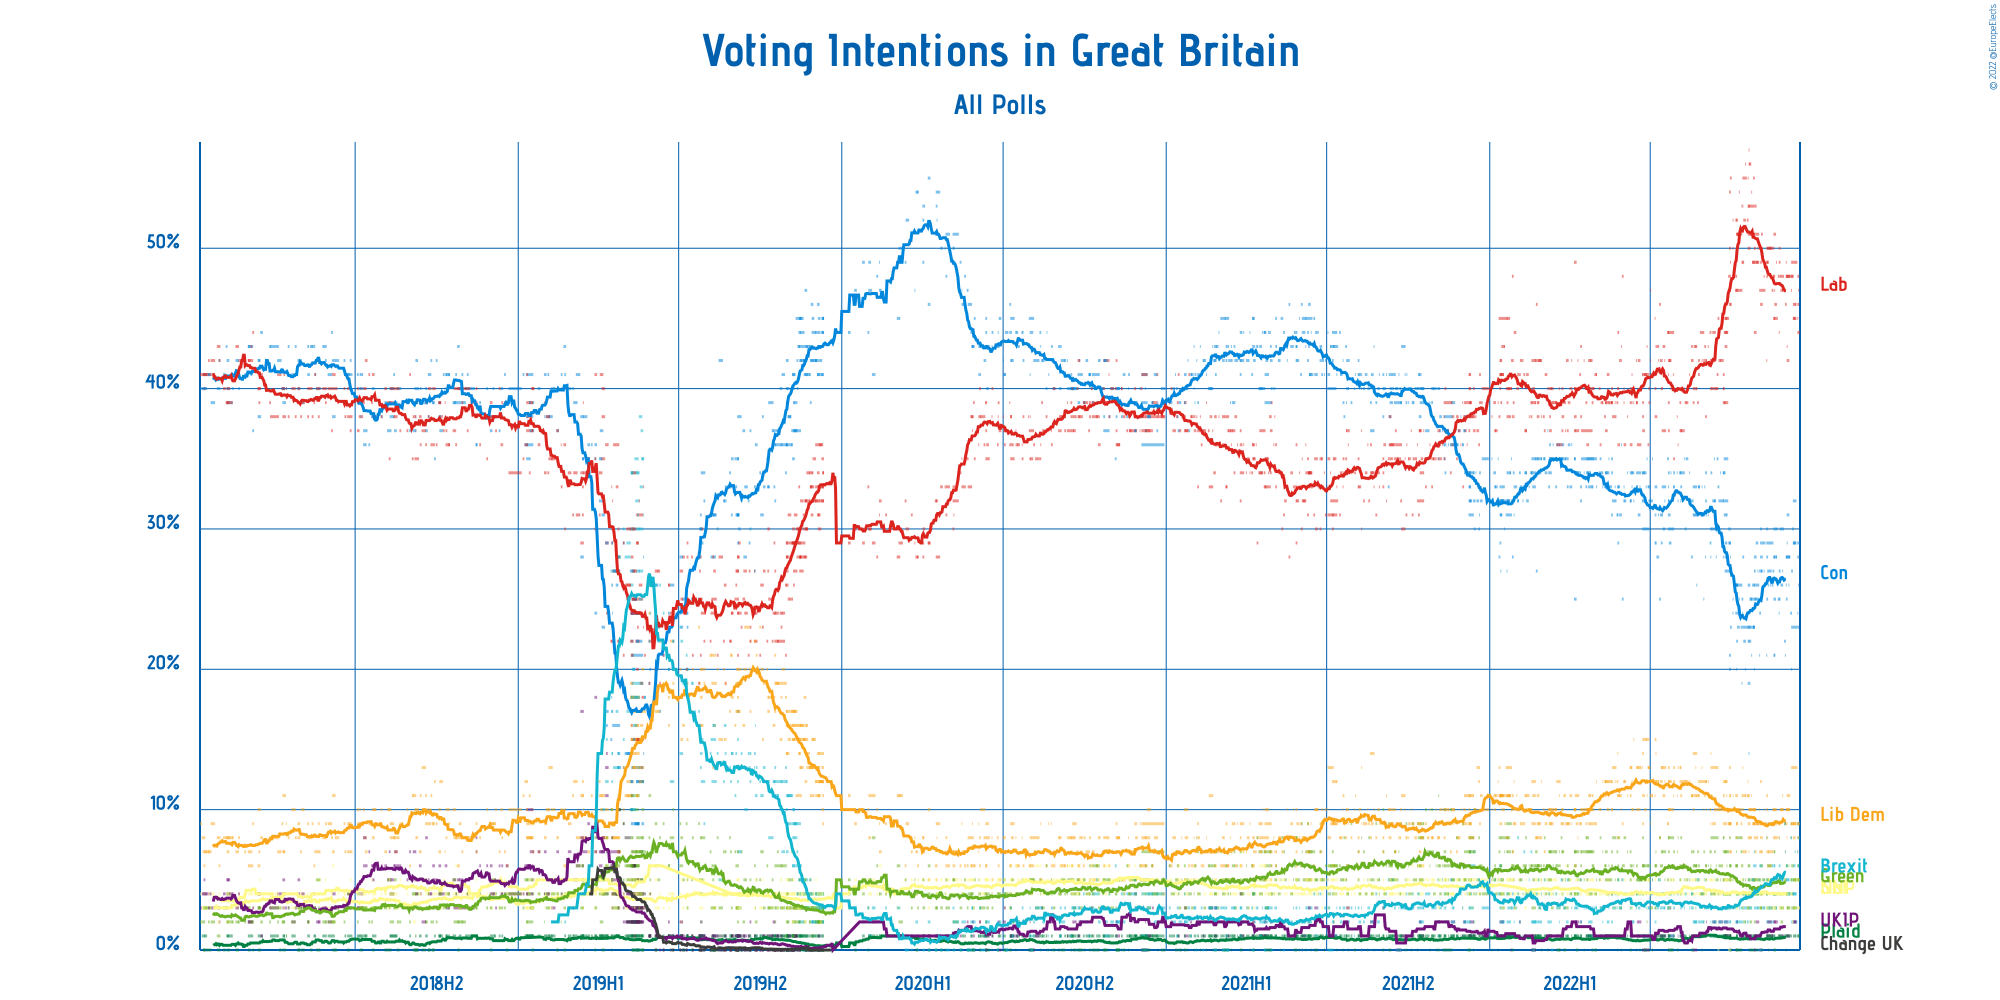 Voting Intentions in Great Britain
© 2022 @EuropeElects
All Polls
50%
40%
30%
20%
10%
0%
Lab
Con
Lib Dem
Brexit
Green
SNP
UKIP
Plaid
Change UK
2018H2
2019H1
2019H2
2020H1
2020H2
2021H1
2021H2
2022H1